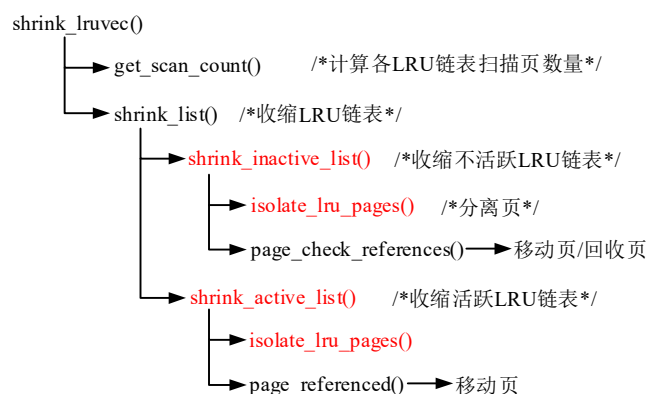 shrink_lruvec()
get_scan_count() /*计算各LRU链表扫描页数量*/
shrink_list() /*收缩LRU链表*/
shrink_inactive_list() /*收缩不活跃LRU链表*/
isolate_lru_pages() /*分离页*/
page_check_references() 移动页/回收页
shrink_active_list() /*收缩活跃LRU链表*/
isolate_lru_pages()
page_referenced() 移动页